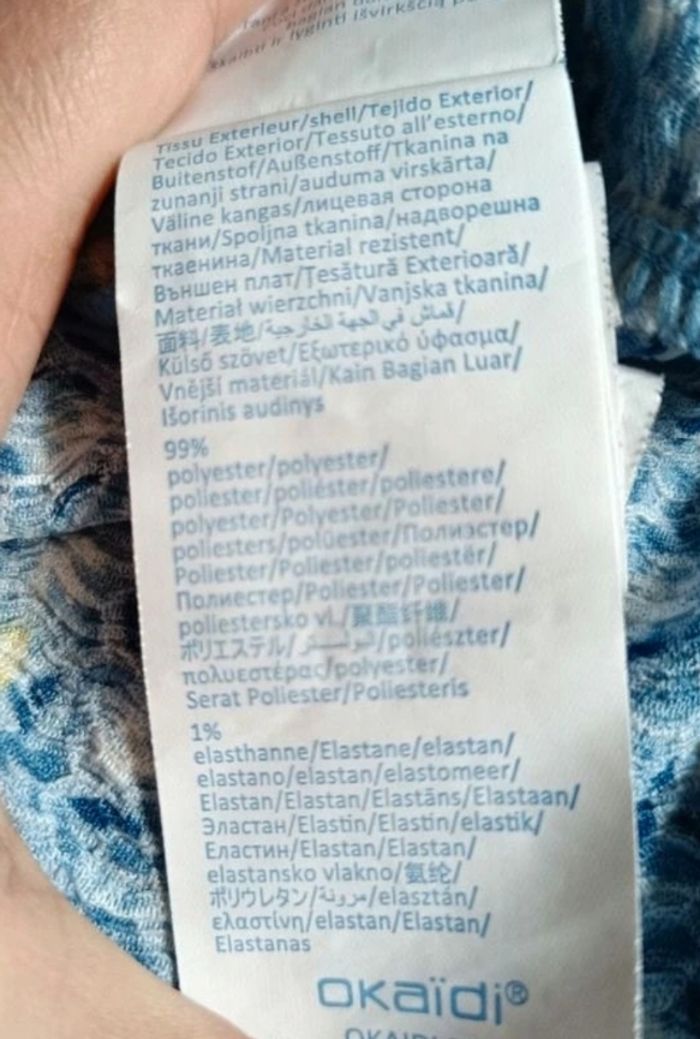 išvirkščią
Tissu Exterieur/shell/Tejido Exterior/
Tecido Exterior/Tessuto all'esterno/
Buitenstof/Außenstoff/Tkanina na
zunanji strani/auduma virskārta/
Väline kangas/лицевая сторона
ткани/Spoljna tkanina/надворешна
ткаенина/Material rezistent/
Външен плат/Țesătură Exterioară/
Materiał wierzchni/Vanjska tkanina/
面料/表地/قماش في الجهة الخارجية/
Külső szövet/Εξωτερικό ύφασμα/
Vnější materiál/Kain Bagian Luar/
Išorinis audinys
99%
polyester/polyester/
poliester/poliéster/poliestere/
polyester/Polyester/Poliester/
poliesters/polüester/Полиэстер/
Poliester/Poliester/poliestër/
Полиестер/Poliester/Poliester/
poliestersko vl./聚酯纤维/
ポリエステル/بوليستر/poliészter/
πολυεστέρας/polyester/
Serat Poliester/Poliesteris
1%
elasthanne/Elastane/elastan/
elastano/elastan/elastomeer/
Elastan/Elastan/Elastāns/Elastaan/
Эластан/Elastin/Elastin/elastik/
Еластин/Elastan/Elastan/
elastansko vlakno/氨纶/
ポリウレタン/مرونة/elasztán/
ελαστίνη/elastan/Elastan/
Elastanas
okaïdi®